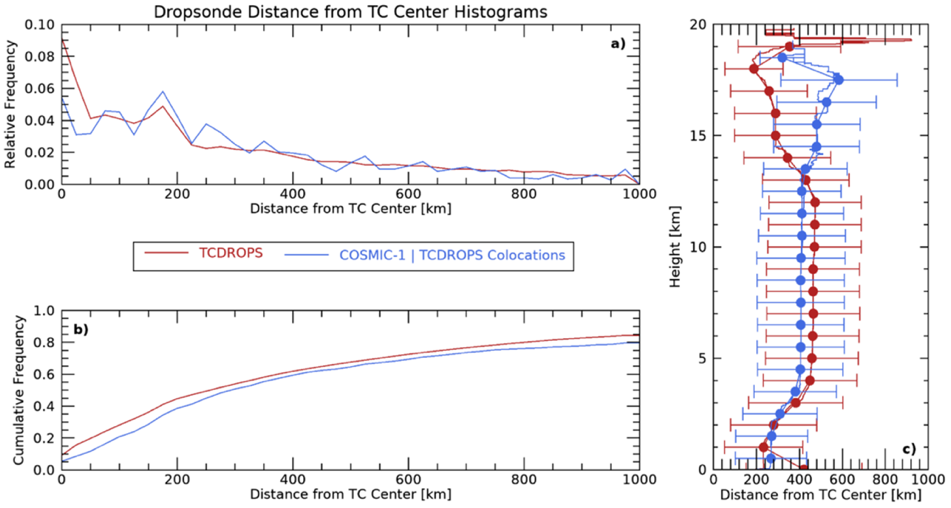 Dropsonde Distance from TC Center Histograms
a)
Relative Frequency
0.10
0.08
0.06
0.04
0.02
0.00
0 200 400 600 800 1000
Distance from TC Center [km]
TCDROPS
COSMIC-1 | TCDROPS Colocations
b)
Cumulative Frequency
1.0
0.8
0.6
0.4
0.2
0.0
0 200 400 600 800 1000
Distance from TC Center [km]
Height [km]
20
15
10
5
0
c)
0 200 400 600 800 1000
Distance from TC Center [km]